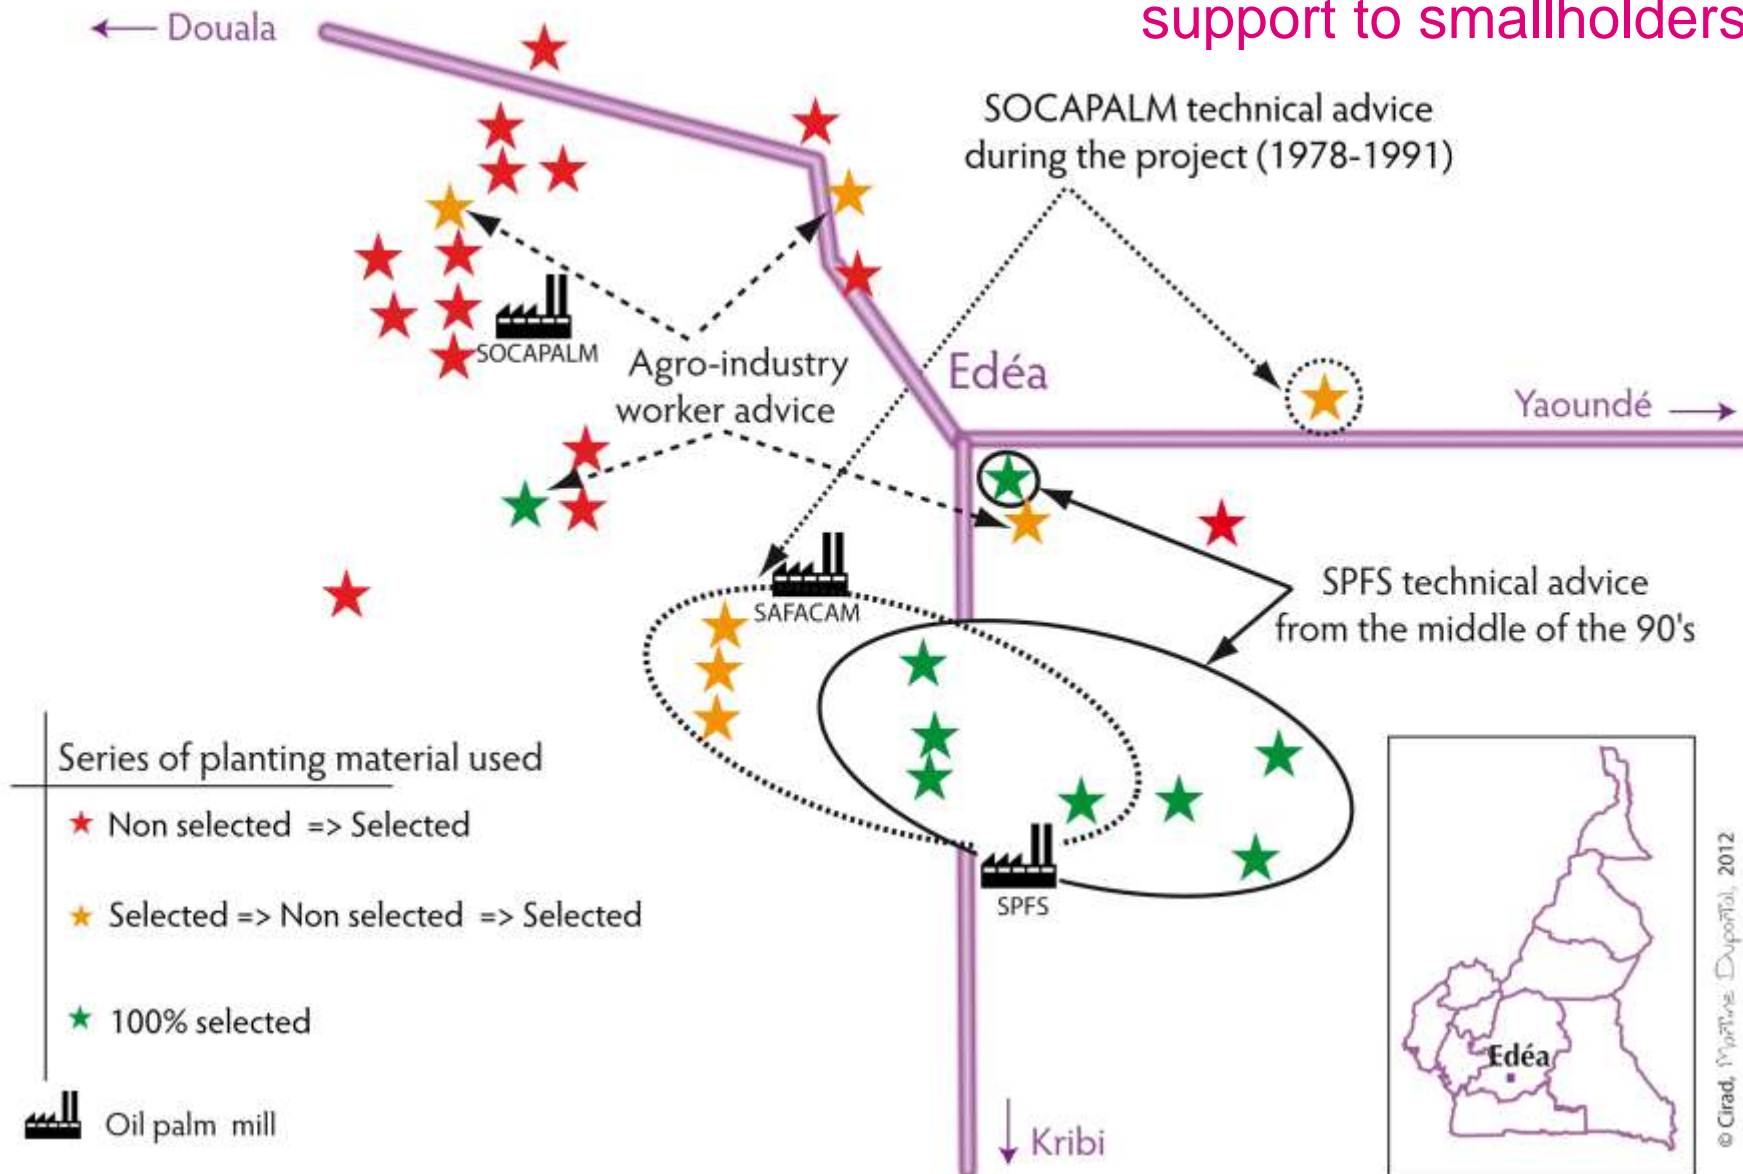 support to smallholders
Douala
SOCAPALM technical advice
during the project (1978-1991)
SOCAPALM
Agro-industry
worker advice
Edéa
Yaoundé
SPFS technical advice
from the middle of the 90's
SAFACAM
SPFS
Series of planting material used
Non selected => Selected
Selected => Non selected => Selected
100% selected
Oil palm mill
Kribi
Edéa
© Cirad, Martine Duportal, 2012